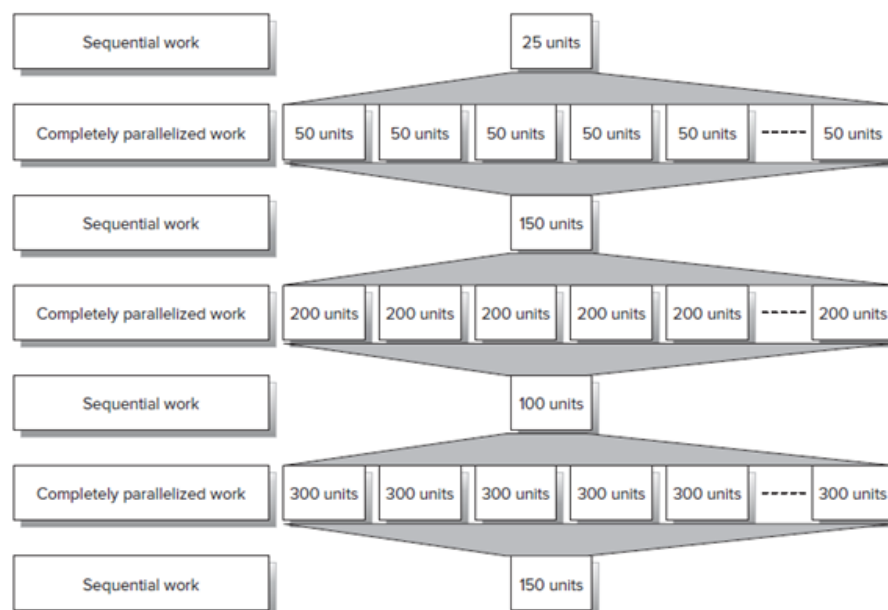 Sequential work 25 units
Completely parallelized work 50 units 50 units 50 units 50 units 50 units 50 units
Sequential work 150 units
Completely parallelized work 200 units 200 units 200 units 200 units 200 units 200 units
Sequential work 100 units
Completely parallelized work 300 units 300 units 300 units 300 units 300 units 300 units
Sequential work 150 units